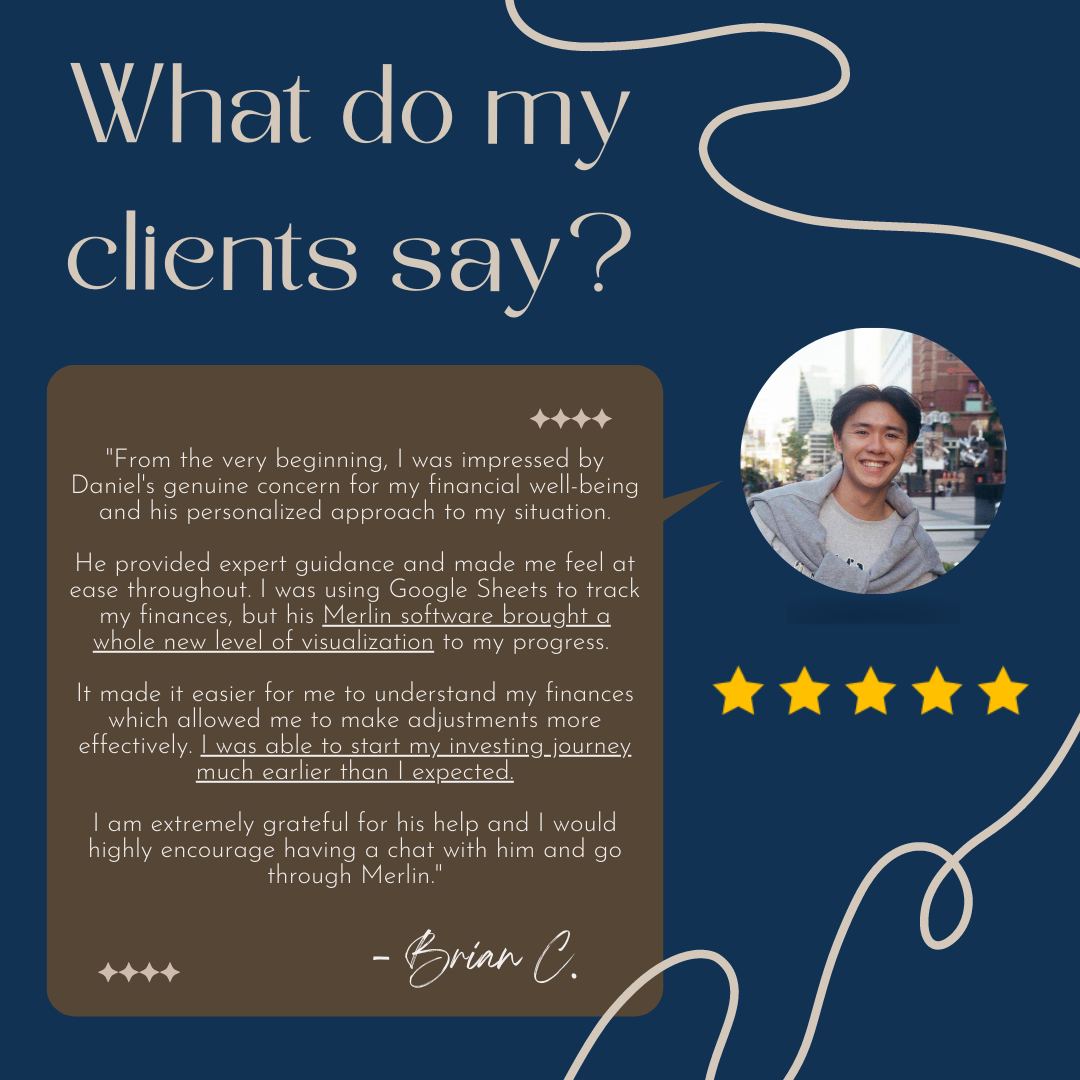 What do my
clients say?
"From the very beginning, I was impressed by
Daniel's genuine concern for my financial well-being
and his personalized approach to my situation.
He provided expert guidance and made me feel at
ease throughout. I was using Google Sheets to track
my finances, but his Merlin software brought a
whole new level of visualization to my progress.
It made it easier for me to understand my finances
which allowed me to make adjustments more
effectively. I was able to start my investing journey
much earlier than I expected.
I am extremely grateful for his help and I would
highly encourage having a chat with him and go
through Merlin."
- Brian C.